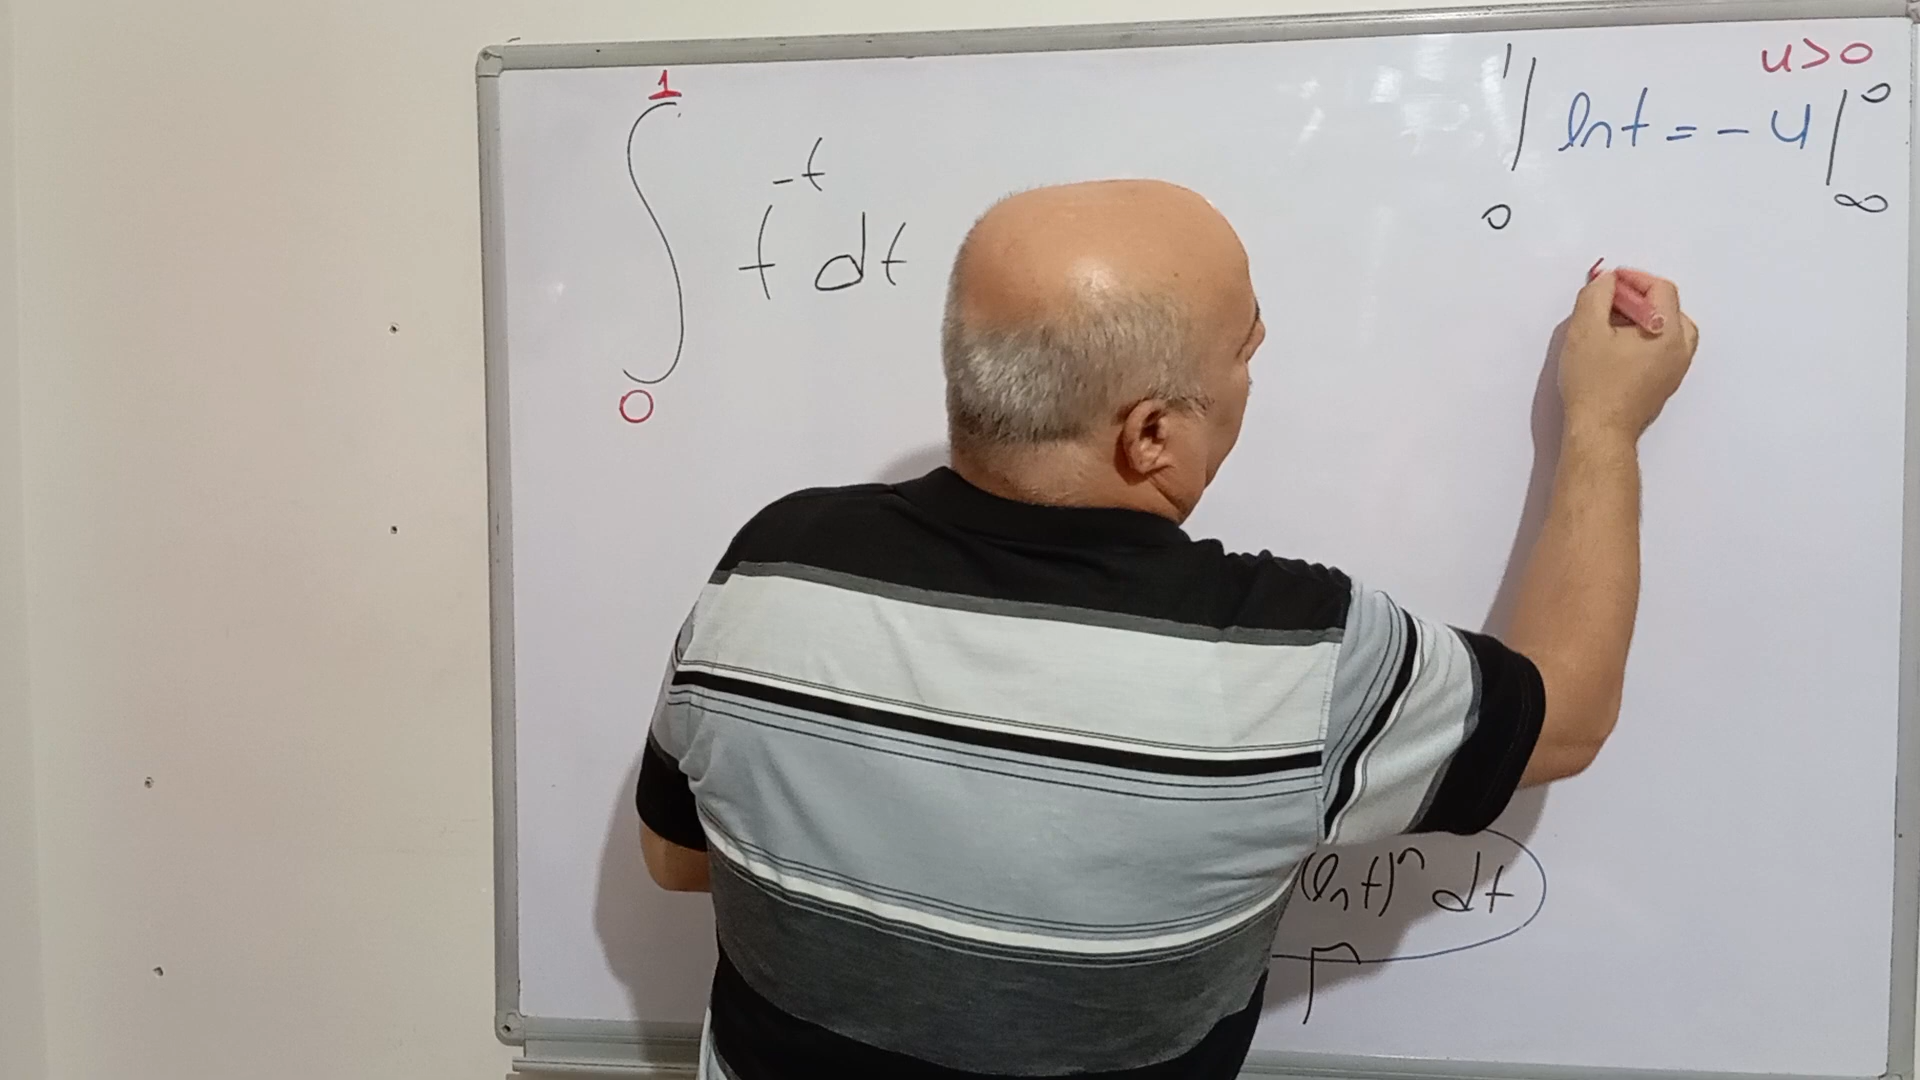 1
∫ t^-t dt
0
u>0
1 | ln t = - u | 0
0 ∞
(ln t)^n dt
Γ